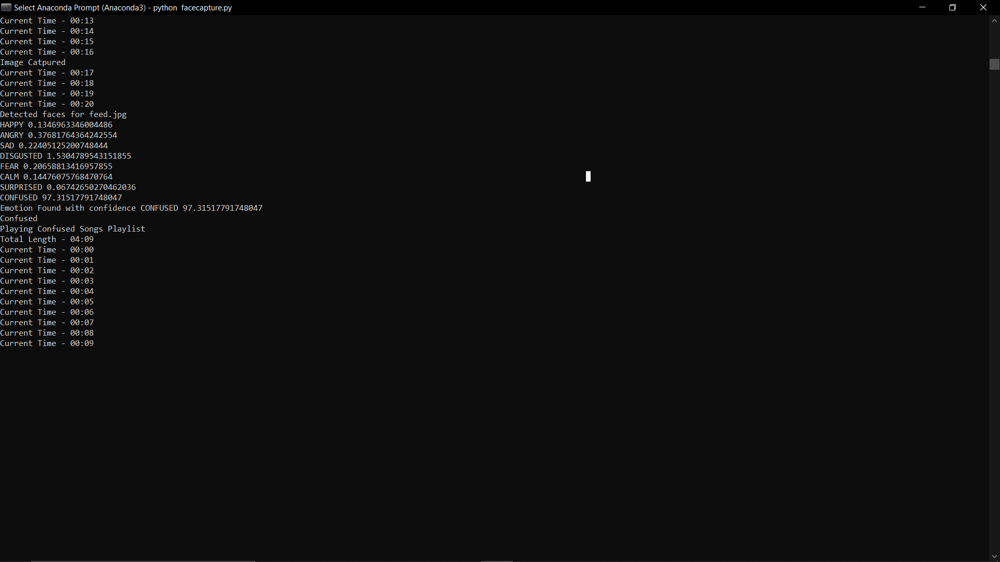 Select Anaconda Prompt (Anaconda3) - python  facecapture.py
Current Time - 00:13
Current Time - 00:14
Current Time - 00:15
Current Time - 00:16
Image Catpured
Current Time - 00:17
Current Time - 00:18
Current Time - 00:19
Current Time - 00:20
Detected faces for feed.jpg
HAPPY 0.1346963346004486
ANGRY 0.37681764364242554
SAD 0.22405125200748444
DISGUSTED 1.5304789543151855
FEAR 0.20658813416957855
CALM 0.14476075768470764
SURPRISED 0.06742650270462036
CONFUSED 97.31517791748047
Emotion Found with confidence CONFUSED 97.31517791748047
Confused
Playing Confused Songs Playlist
Total Length - 04:09
Current Time - 00:00
Current Time - 00:01
Current Time - 00:02
Current Time - 00:03
Current Time - 00:04
Current Time - 00:05
Current Time - 00:06
Current Time - 00:07
Current Time - 00:08
Current Time - 00:09